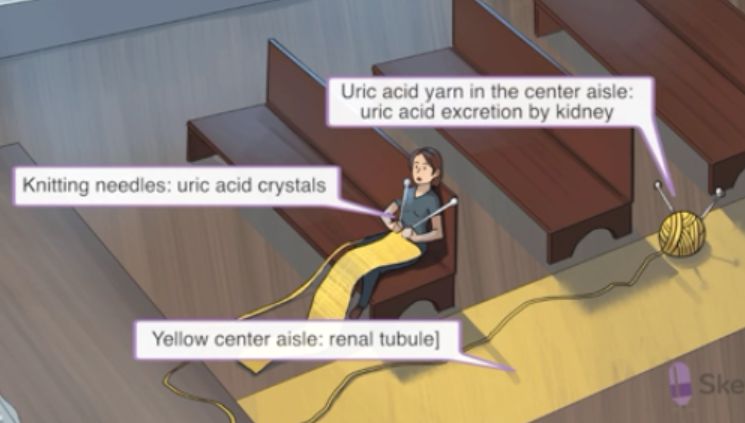 Uric acid yarn in the center aisle:
uric acid excretion by kidney
Knitting needles: uric acid crystals
Yellow center aisle: renal tubule]
Ske